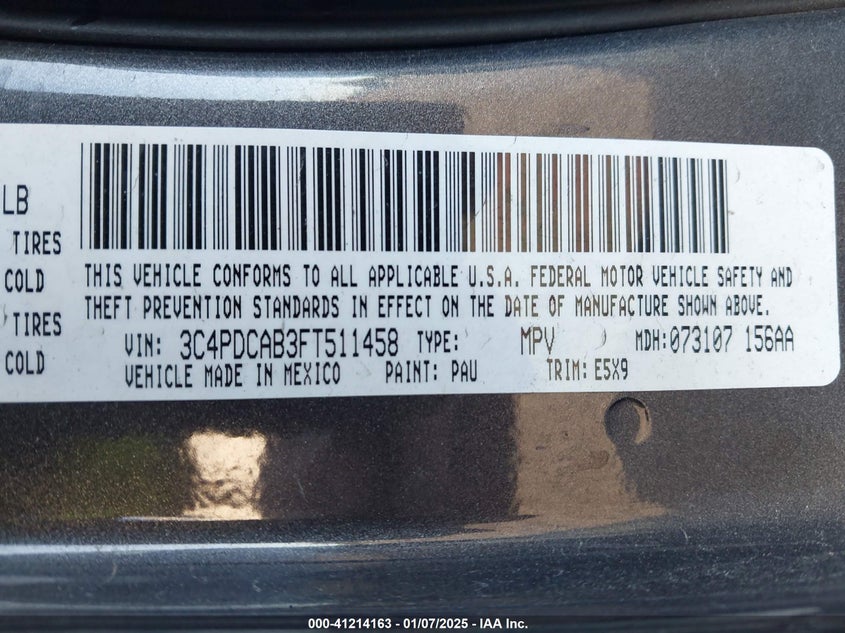 LB
TIRES
COLD
TIRES
COLD
THIS VEHICLE CONFORMS TO ALL APPLICABLE U.S.A. FEDERAL MOTOR VEHICLE SAFETY AND
THEFT PREVENTION STANDARDS IN EFFECT ON THE DATE OF MANUFACTURE SHOWN ABOVE.
VIN: 3C4PDCAB3FT511458 TYPE: MPV MDH: 073107 156AA
VEHICLE MADE IN MEXICO PAINT: PAU TRIM: E5X9
000-41214163 - 01/07/2025 - IAA Inc.